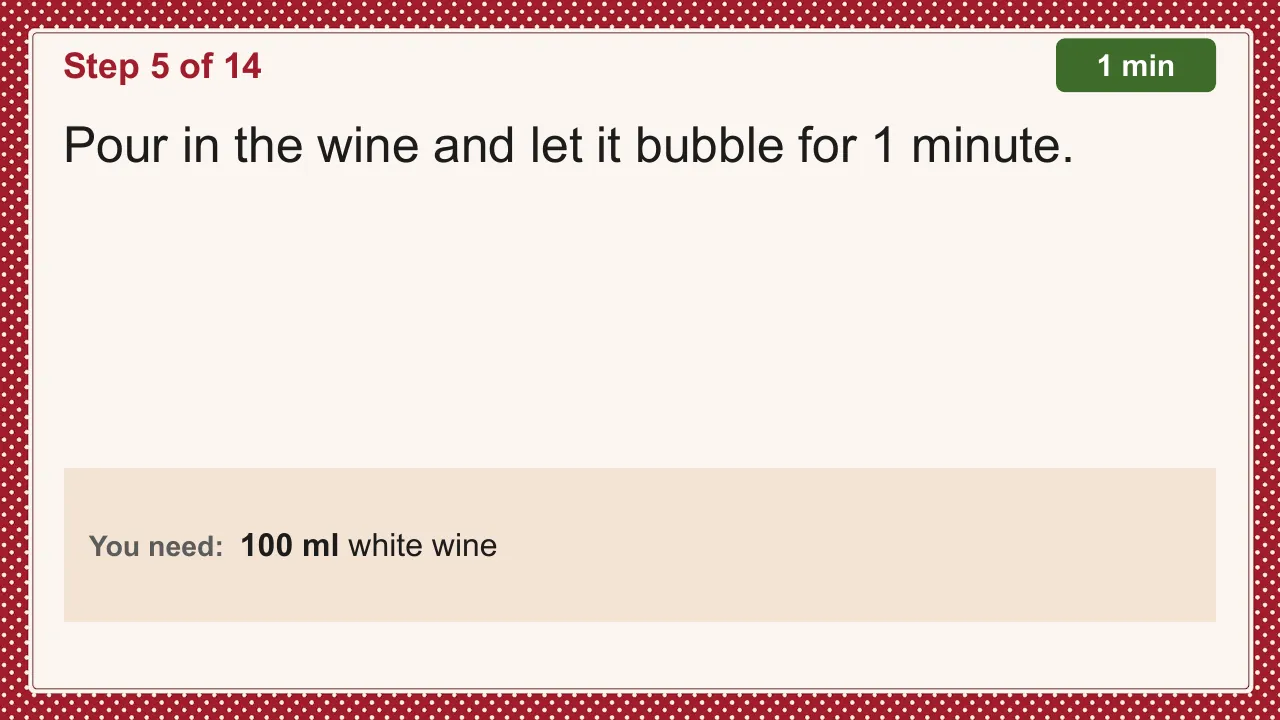 Step 5 of 14
1 min
Pour in the wine and let it bubble for 1 minute.
You need: 100 ml white wine